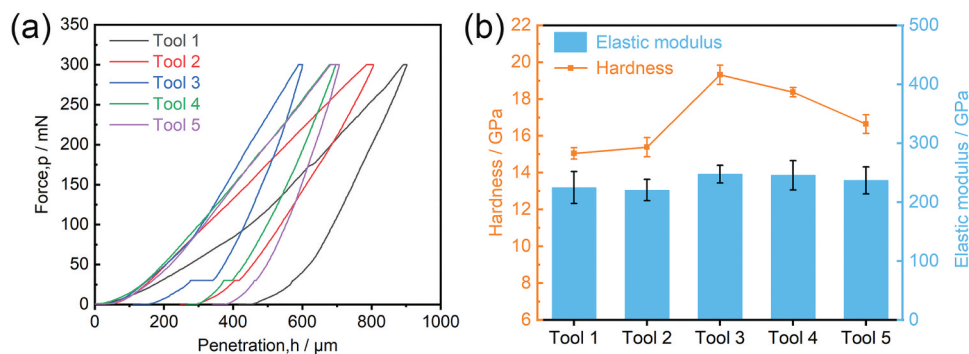 (a)
Force,p / mN
350
300
250
200
150
100
50
0
Tool 1
Tool 2
Tool 3
Tool 4
Tool 5
0 200 400 600 800 1000
Penetration,h / μm
(b)
Hardness / GPa
22
20
18
16
14
12
10
8
6
Elastic modulus
Hardness
500
400
300
200
100
0
Elastic modulus / GPa
Tool 1 Tool 2 Tool 3 Tool 4 Tool 5